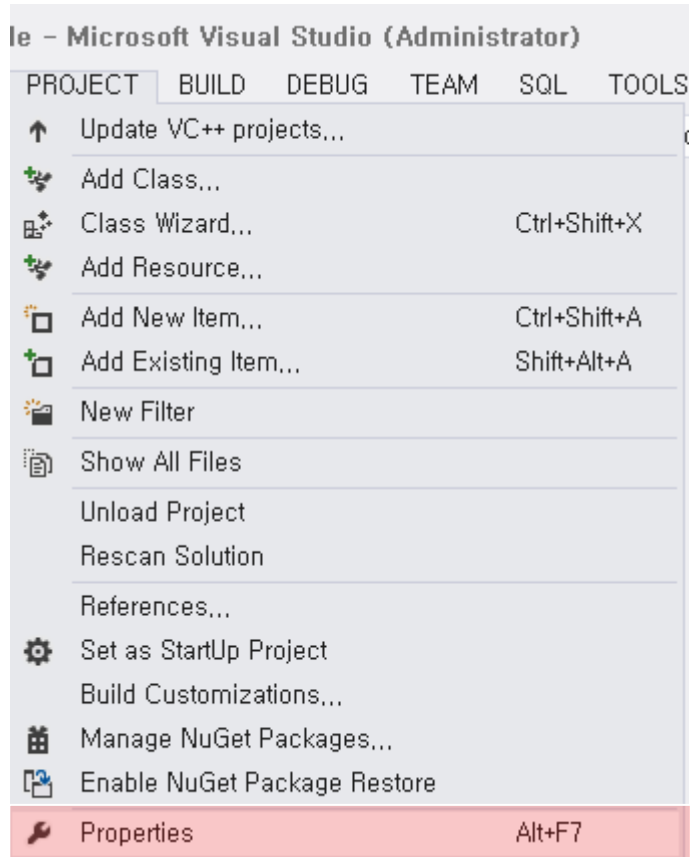 le - Microsoft Visual Studio (Administrator)
PROJECT BUILD DEBUG TEAM SQL TOOLS
Update VC++ projects...
Add Class...
Class Wizard... Ctrl+Shift+X
Add Resource...
Add New Item... Ctrl+Shift+A
Add Existing Item... Shift+Alt+A
New Filter
Show All Files
Unload Project
Rescan Solution
References...
Set as StartUp Project
Build Customizations...
Manage NuGet Packages...
Enable NuGet Package Restore
Properties Alt+F7